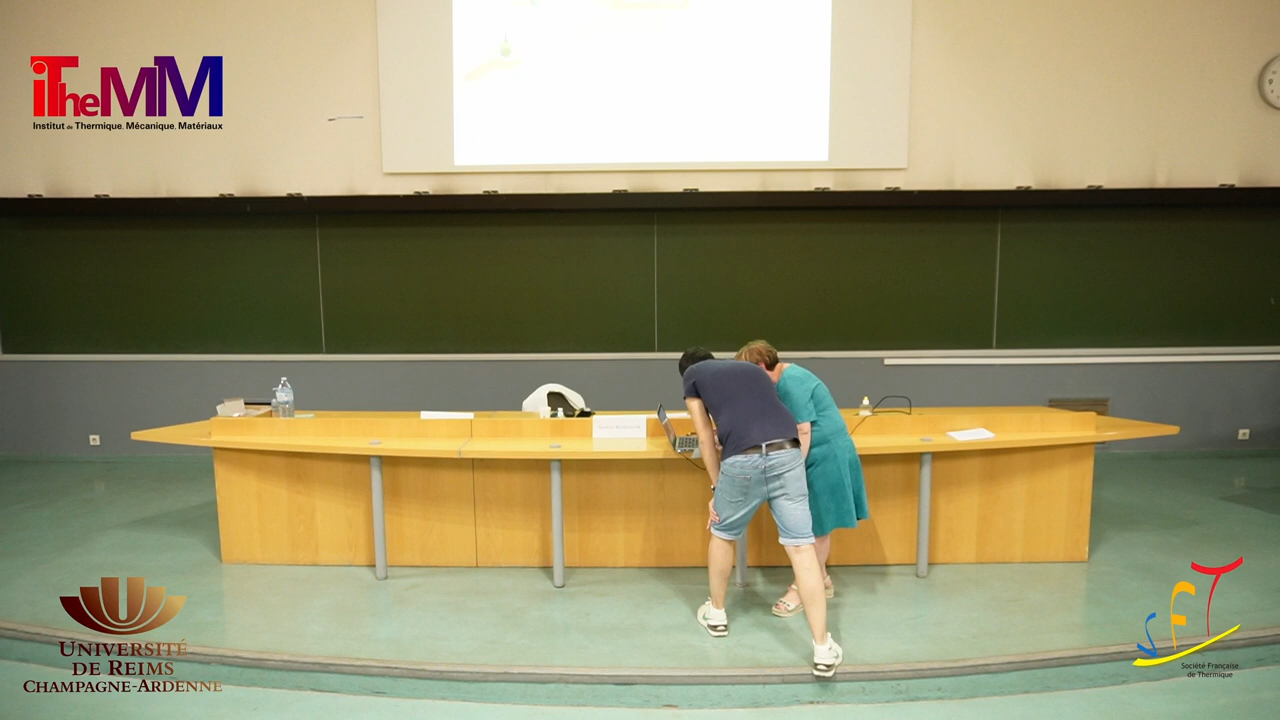 iTheMM
Institut de Thermique. Mécanique. Matériaux
UNIVERSITÉ
DE REIMS
CHAMPAGNE-ARDENNE
SFT
Société Française
de Thermique